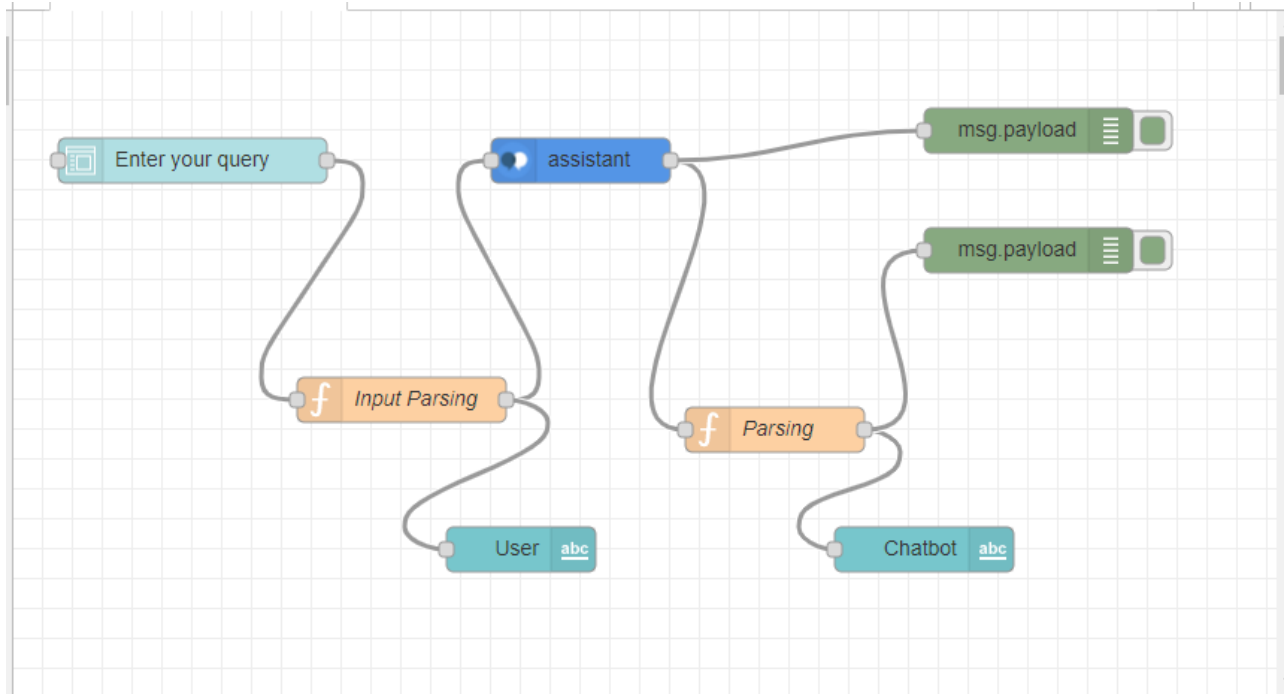 Enter your query
assistant
msg.payload
msg.payload
Input Parsing
Parsing
User abc
Chatbot abc